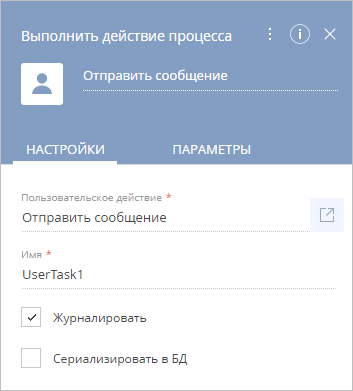 Выполнить действие процесса
Отправить сообщение
НАСТРОЙКИ ПАРАМЕТРЫ
Пользовательское действие *
Отправить сообщение
Имя *
UserTask1
Журналировать
Сериализировать в БД